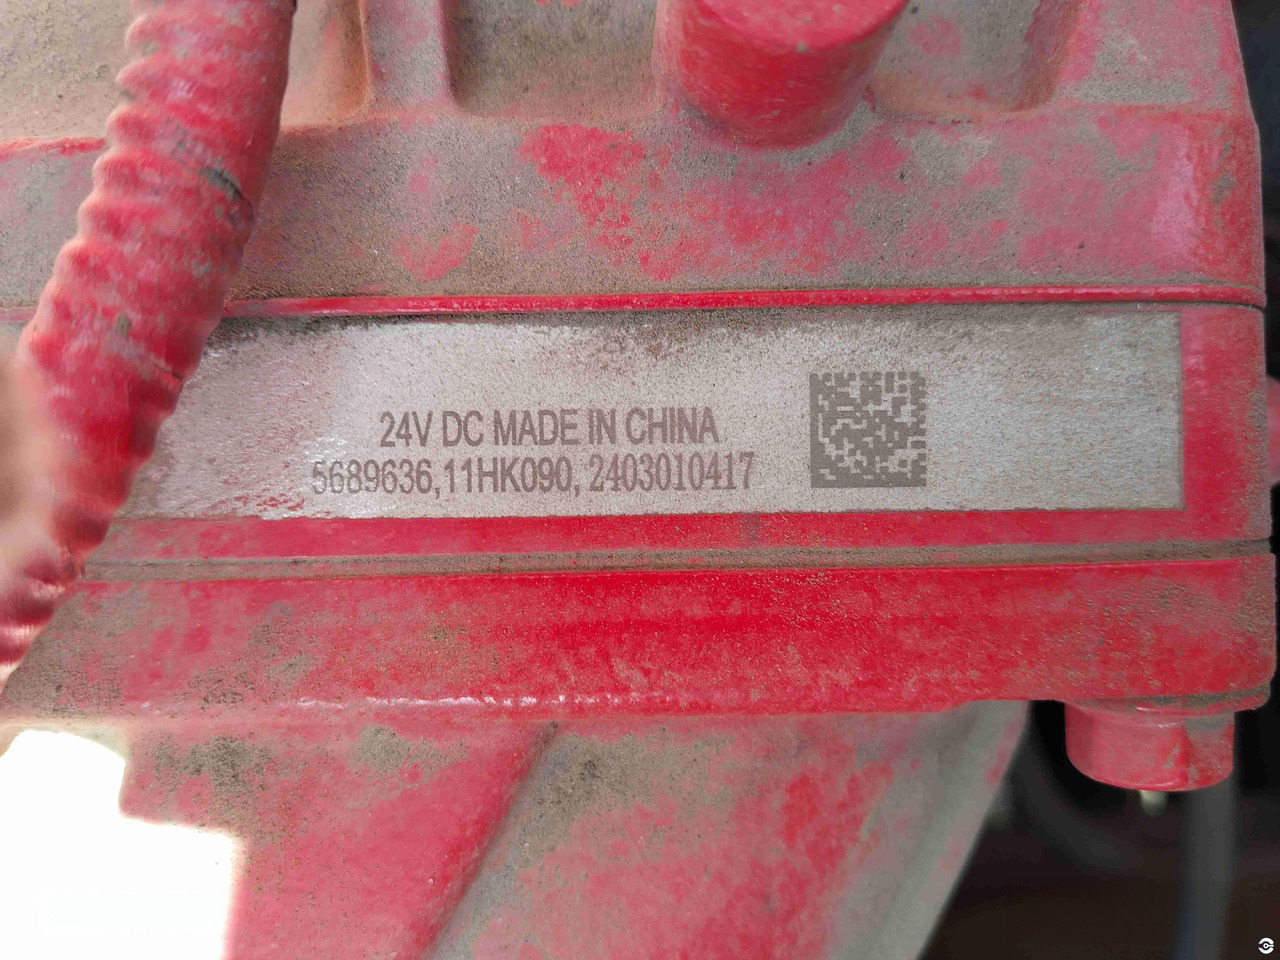 24V DC MADE IN CHINA
5689636,11HK090,2403010417